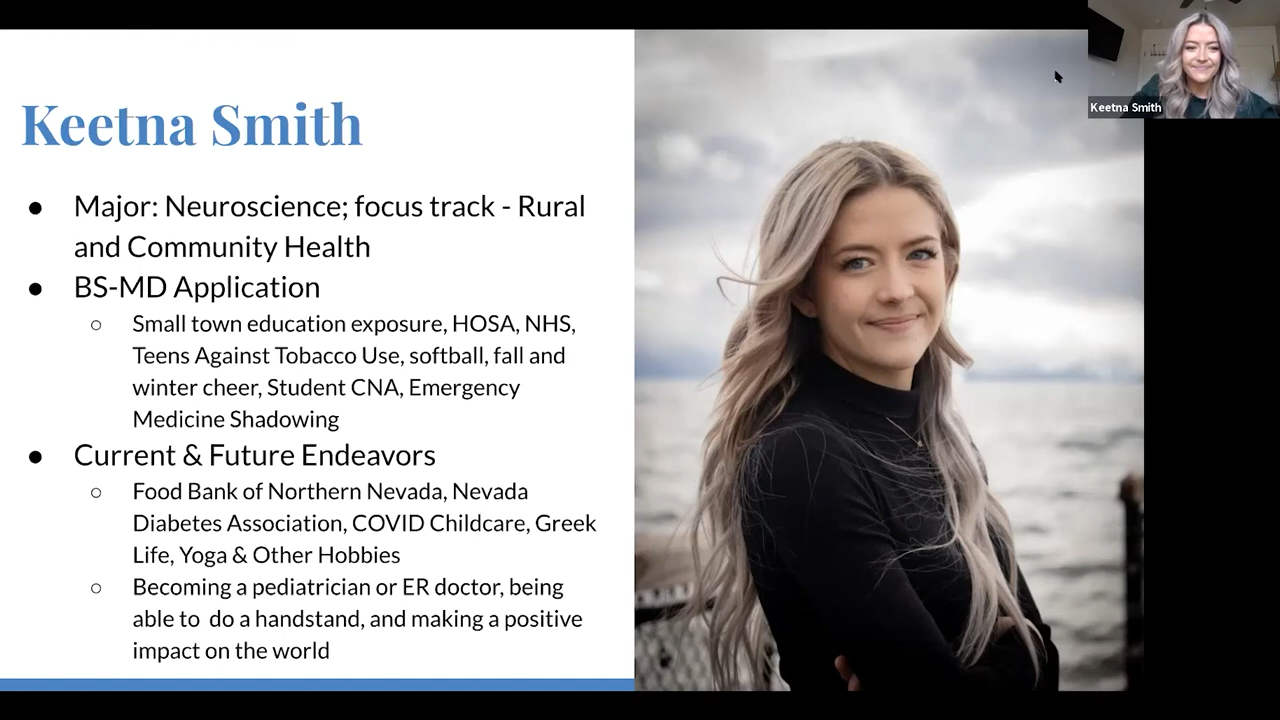 Keetna Smith
● Major: Neuroscience; focus track - Rural
and Community Health
● BS-MD Application
○ Small town education exposure, HOSA, NHS,
Teens Against Tobacco Use, softball, fall and
winter cheer, Student CNA, Emergency
Medicine Shadowing
● Current & Future Endeavors
○ Food Bank of Northern Nevada, Nevada
Diabetes Association, COVID Childcare, Greek
Life, Yoga & Other Hobbies
○ Becoming a pediatrician or ER doctor, being
able to  do a handstand, and making a positive
impact on the world
Keetna Smith